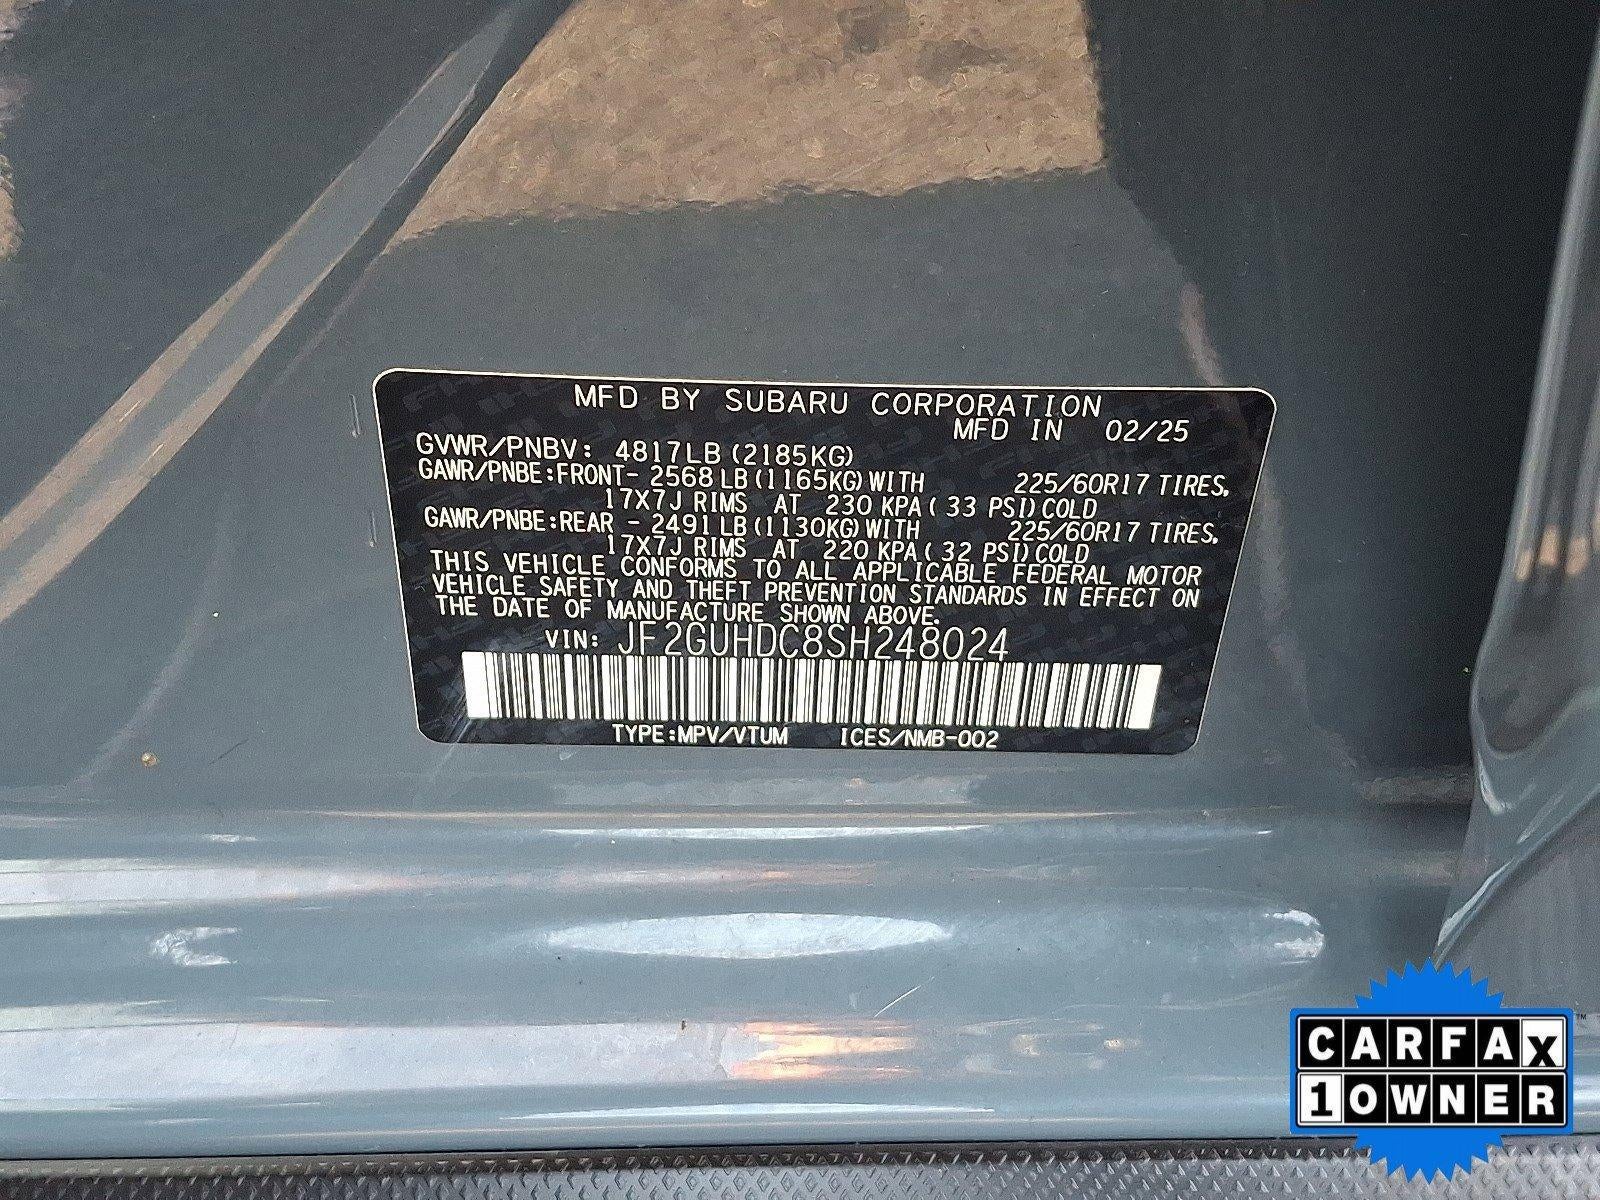 MFD BY SUBARU CORPORATION
MFD IN 02/25
GVWR/PNBV: 4817LB (2185KG)
GAWR/PNBE:FRONT- 2568 LB (1165KG) WITH 225/60R17 TIRES,
17X7J RIMS AT 230 KPA ( 33 PSI) COLD
GAWR/PNBE:REAR - 2491 LB (1130KG) WITH 225/60R17 TIRES,
17X7J RIMS AT 220 KPA ( 32 PSI) COLD
THIS VEHICLE CONFORMS TO ALL APPLICABLE FEDERAL MOTOR
VEHICLE SAFETY AND THEFT PREVENTION STANDARDS IN EFFECT ON
THE DATE OF MANUFACTURE SHOWN ABOVE.
VIN: JF2GUHDC8SH248024
TYPE:MPV/VTUM ICES/NMB-002
CARFAX
1 OWNER